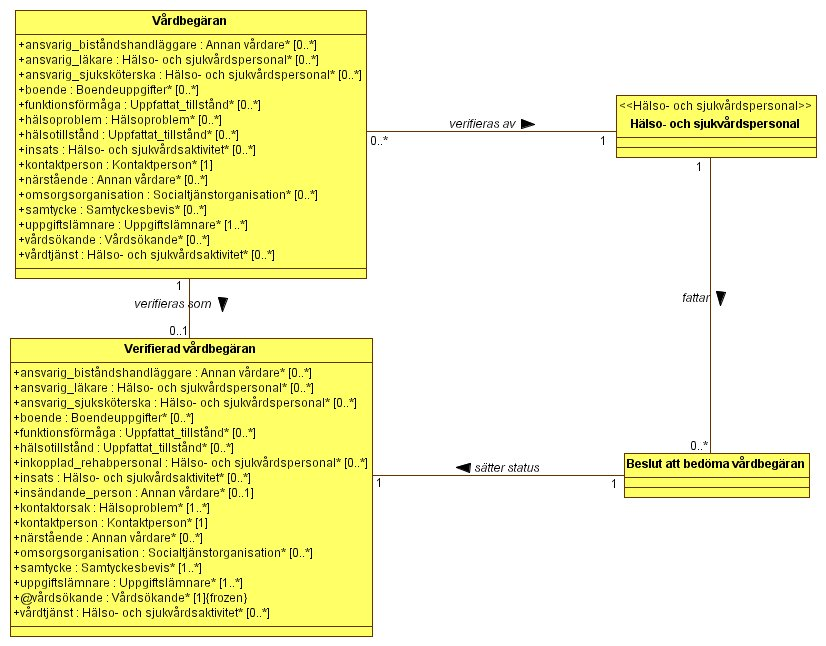 Vårdbegäran
+ansvarig_biståndshandläggare : Annan vårdare* [0..*]
+ansvarig_läkare : Hälso- och sjukvårdspersonal* [0..*]
+ansvarig_sjuksköterska : Hälso- och sjukvårdspersonal* [0..*]
+boende : Boendeuppgifter* [0..*]
+funktionsförmåga : Uppfattat_tillstånd* [0..*]
+hälsoproblem : Hälsoproblem* [0..*]
+hälsotillstånd : Uppfattat_tillstånd* [0..*]
+insats : Hälso- och sjukvårdsaktivitet* [0..*]
+kontaktperson : Kontaktperson* [1]
+närstående : Annan vårdare* [0..*]
+omsorgsorganisation : Socialtjänstorganisation* [0..*]
+samtycke : Samtyckesbevis* [0..*]
+uppgiftslämnare : Uppgiftslämnare* [1..*]
+vårdsökande : Vårdsökande* [0..*]
+vårdtjänst : Hälso- och sjukvårdsaktivitet* [0..*]
verifieras av
0..*
1
<<Hälso- och sjukvårdspersonal>>
Hälso- och sjukvårdspersonal
1
fattar
0..*
1
verifieras som
0..1
Verifierad vårdbegäran
+ansvarig_biståndshandläggare : Annan vårdare* [0..*]
+ansvarig_läkare : Hälso- och sjukvårdspersonal* [0..*]
+ansvarig_sjuksköterska : Hälso- och sjukvårdspersonal* [0..*]
+boende : Boendeuppgifter* [0..*]
+funktionsförmåga : Uppfattat_tillstånd* [0..*]
+hälsotillstånd : Uppfattat_tillstånd* [0..*]
+inkopplad_rehabpersonal : Hälso- och sjukvårdspersonal* [0..*]
+insats : Hälso- och sjukvårdsaktivitet* [0..*]
+insändande_person : Annan vårdare* [0..1]
+kontaktorsak : Hälsoproblem* [1..*]
+kontaktperson : Kontaktperson* [1]
+närstående : Annan vårdare* [0..*]
+omsorgsorganisation : Socialtjänstorganisation* [0..*]
+samtycke : Samtyckesbevis* [1..*]
+uppgiftslämnare : Uppgiftslämnare* [1..*]
+@vårdsökande : Vårdsökande* [1]{frozen}
+vårdtjänst : Hälso- och sjukvårdsaktivitet* [0..*]
sätter status
1
1
Beslut att bedöma vårdbegäran